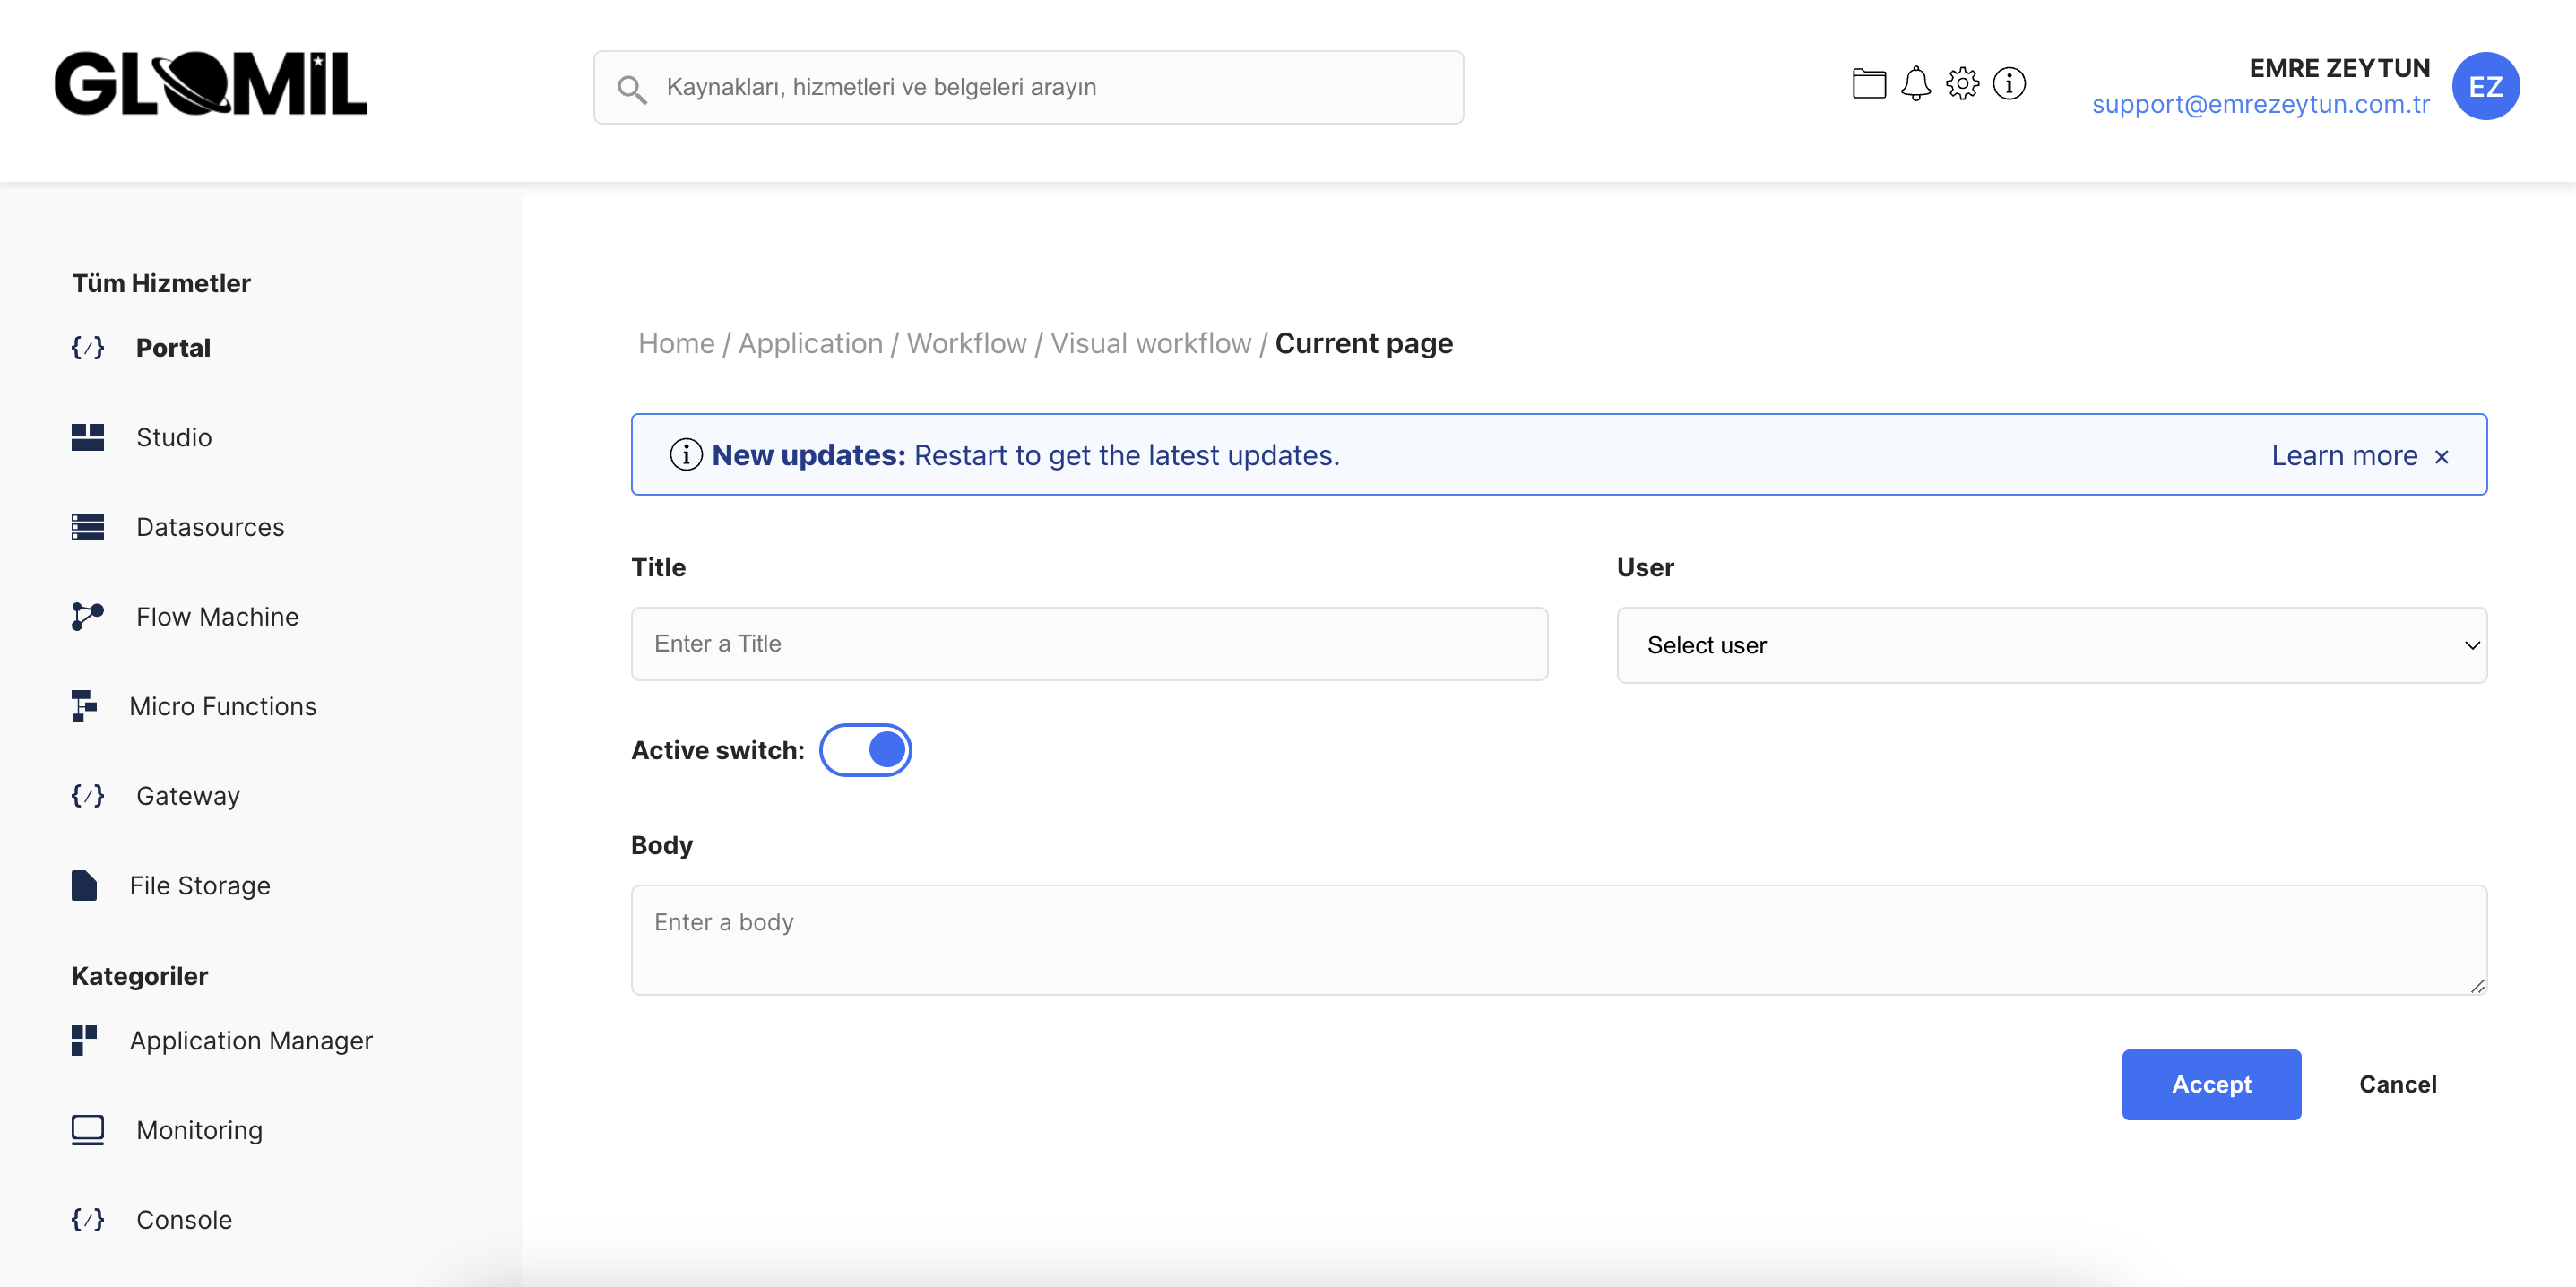 GLOMİL
Kaynakları, hizmetleri ve belgeleri arayın
EMRE ZEYTUN
support@emrezeytun.com.tr
EZ
Tüm Hizmetler
Portal
Studio
Datasources
Flow Machine
Micro Functions
Gateway
File Storage
Kategoriler
Application Manager
Monitoring
Console
Home / Application / Workflow / Visual workflow / Current page
New updates: Restart to get the latest updates.
Learn more ×
Title
User
Enter a Title
Select user
Active switch:
Body
Enter a body
Accept
Cancel